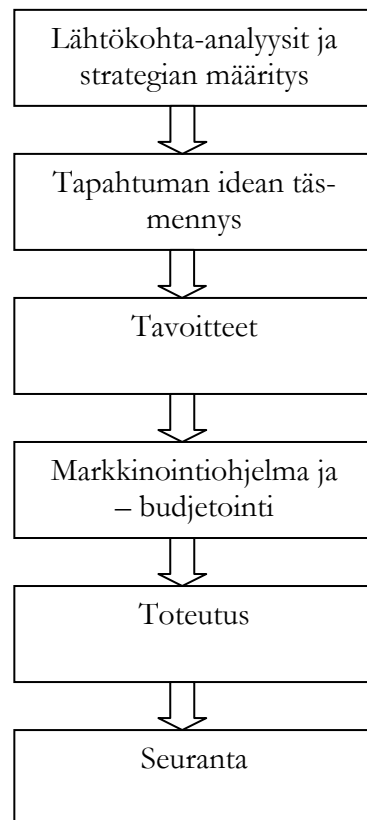 Lähtökohta-analyysit ja
strategian määritys
Tapahtuman idean täs-
mennys
Tavoitteet
Markkinointiohjelma ja
– budjetointi
Toteutus
Seuranta